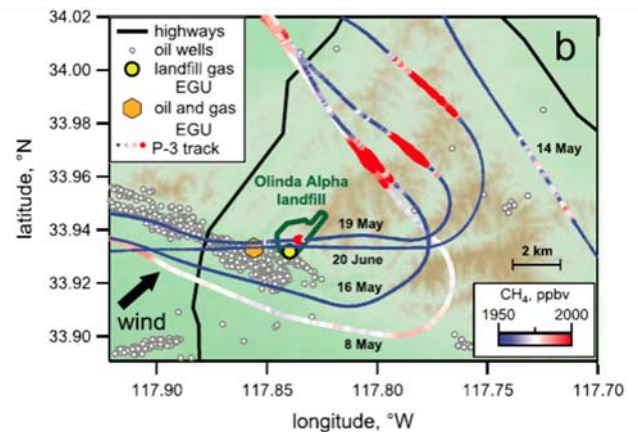 34.02
34.00
33.98
33.96
33.94
33.92
33.90
latitude, °N
highways
oil wells
landfill gas
EGU
oil and gas
EGU
P-3 track
b
14 May
Olinda Alpha
landfill
19 May
20 June
16 May
8 May
wind
2 km
CH₄, ppbv
1950 2000
117.90 117.85 117.80 117.75 117.70
longitude, °W